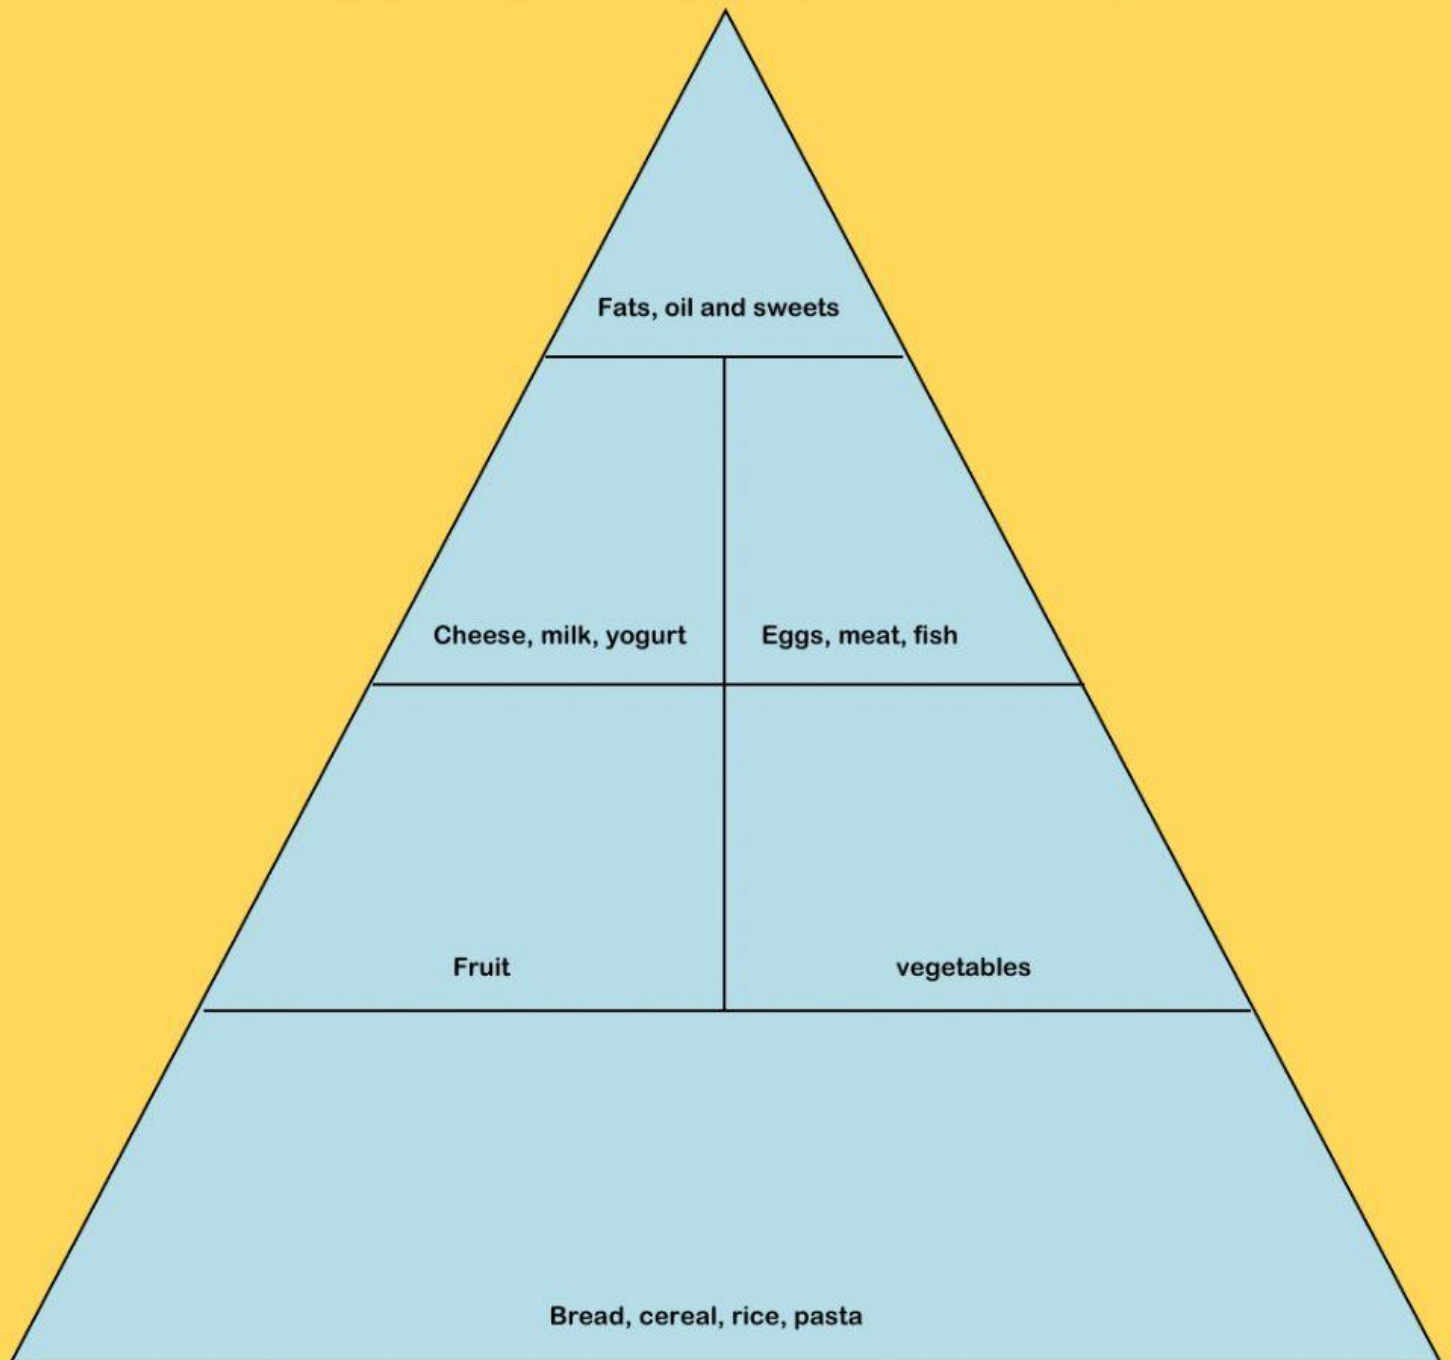 Fats, oil and sweets
Cheese, milk, yogurt
Eggs, meat, fish
Fruit
vegetables
Bread, cereal, rice, pasta